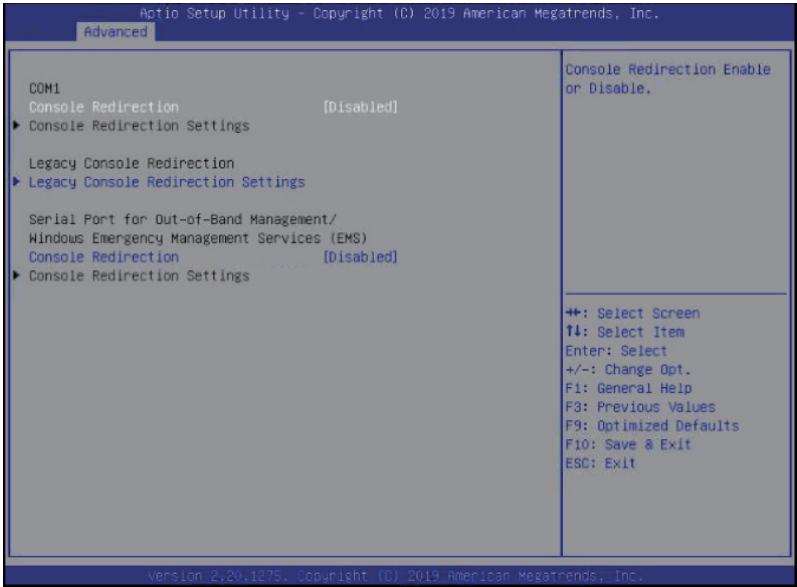 Aptio Setup Utility - Copyright (C) 2019 American Megatrends, Inc.
Advanced
COM1
Console Redirection [Disabled]
Console Redirection Settings
Legacy Console Redirection
Legacy Console Redirection Settings
Serial Port for Out-of-Band Management/
Windows Emergency Management Services (EMS)
Console Redirection [Disabled]
Console Redirection Settings
Console Redirection Enable
or Disable.
→←: Select Screen
↑↓: Select Item
Enter: Select
+/-: Change Opt.
F1: General Help
F3: Previous Values
F9: Optimized Defaults
F10: Save & Exit
ESC: Exit
Version 2.20.1275. Copyright (C) 2019 American Megatrends, Inc.